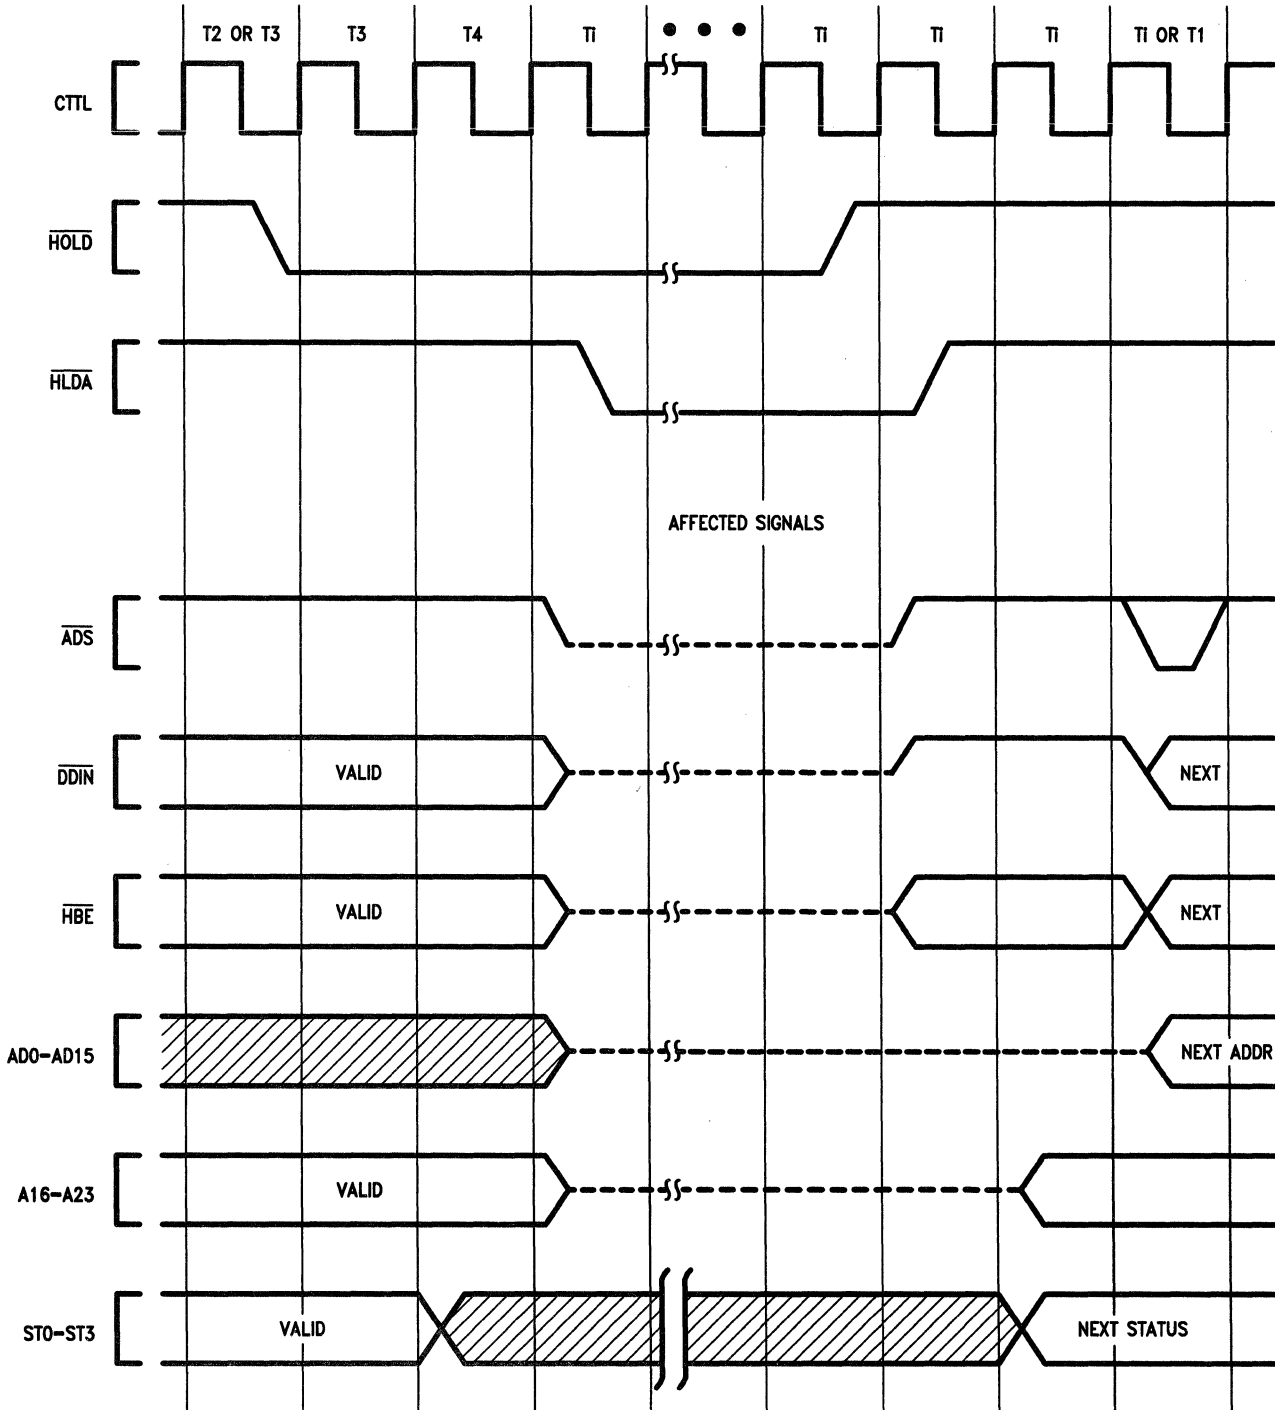 T2 OR T3 T3 T4 Ti • • • Ti Ti Ti Ti OR T1
CTTL
HOLD
HLDA
AFFECTED SIGNALS
ADS
DDIN VALID NEXT
HBE VALID NEXT
AD0-AD15 NEXT ADDR
A16-A23 VALID
ST0-ST3 VALID NEXT STATUS